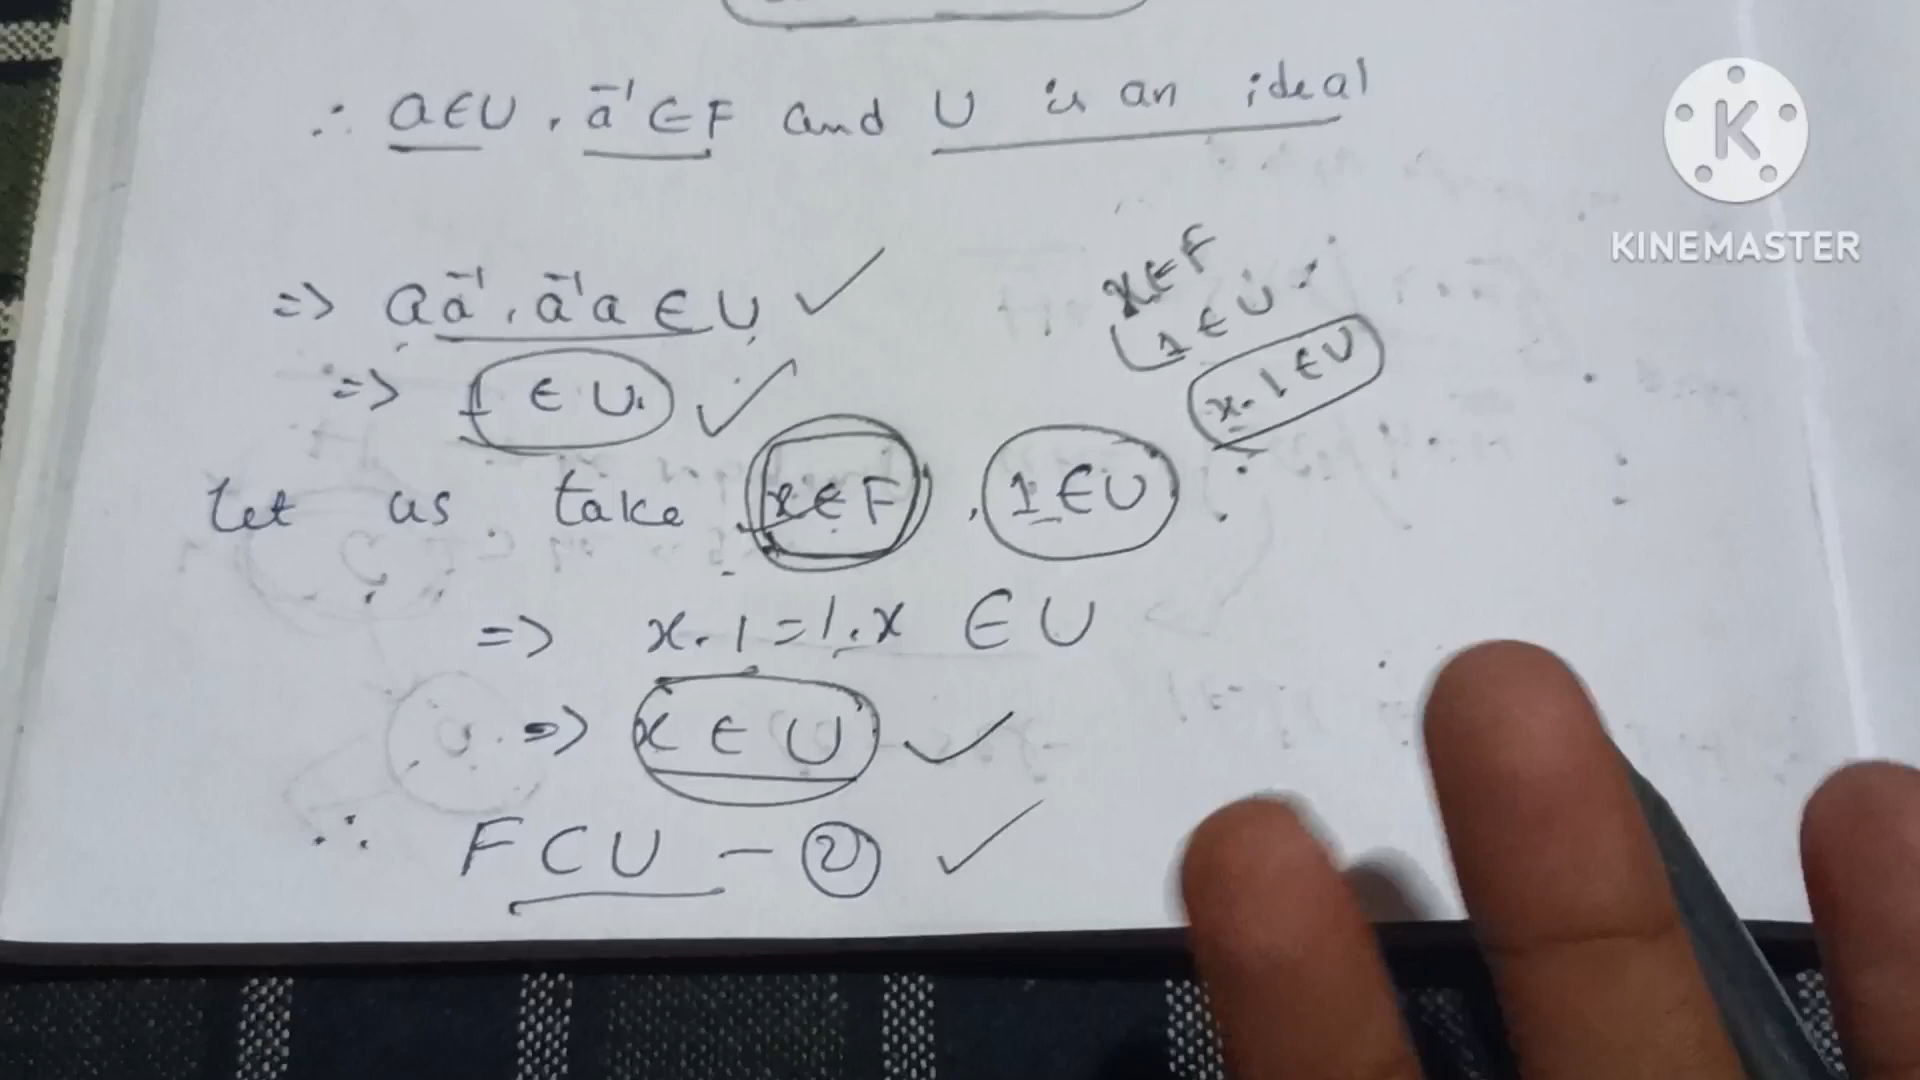 ∴ a∈U, a⁻¹∈F and U is an ideal
⇒ aa⁻¹, a⁻¹a ∈ U
⇒ 1 ∈ U.
x∈F
1∈U
x.1∈U
let us take x∈F, 1∈U
⇒ x.1=1.x ∈U
⇒ x∈U
∴ F⊂U — ②
K
KINEMASTER